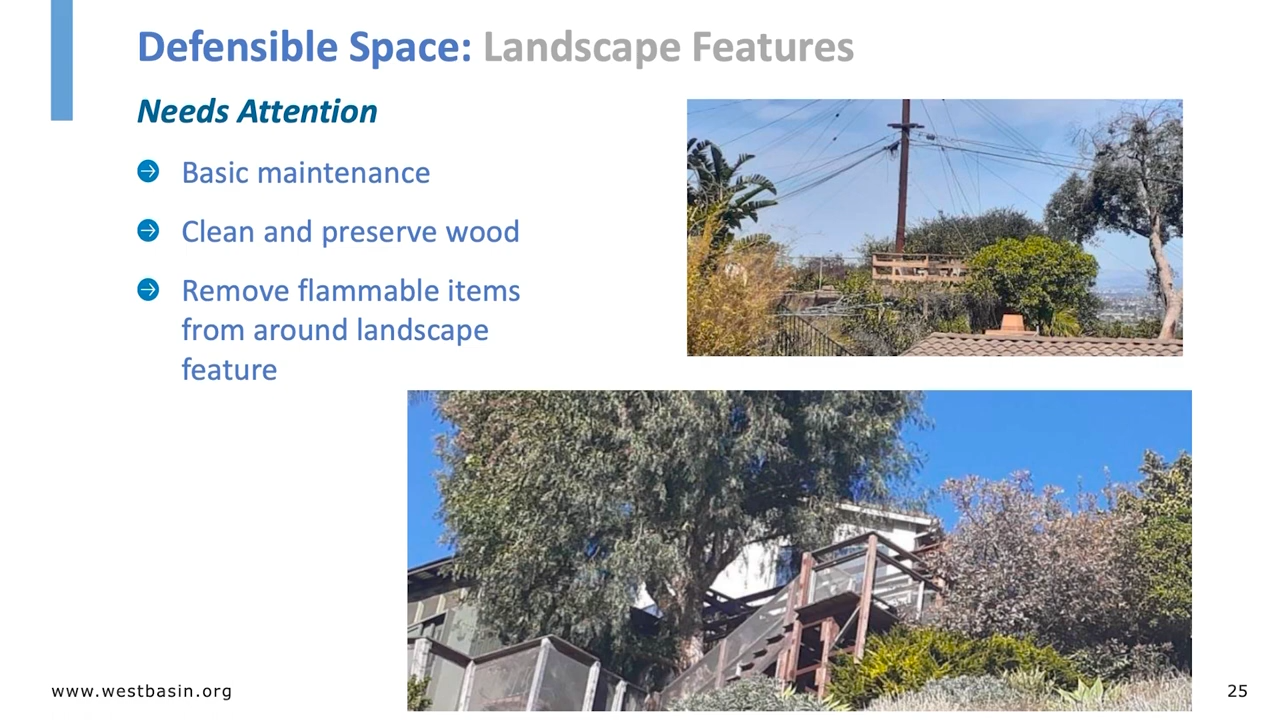 Defensible Space: Landscape Features
Needs Attention
Basic maintenance
Clean and preserve wood
Remove flammable items
from around landscape
feature
www.westbasin.org
25